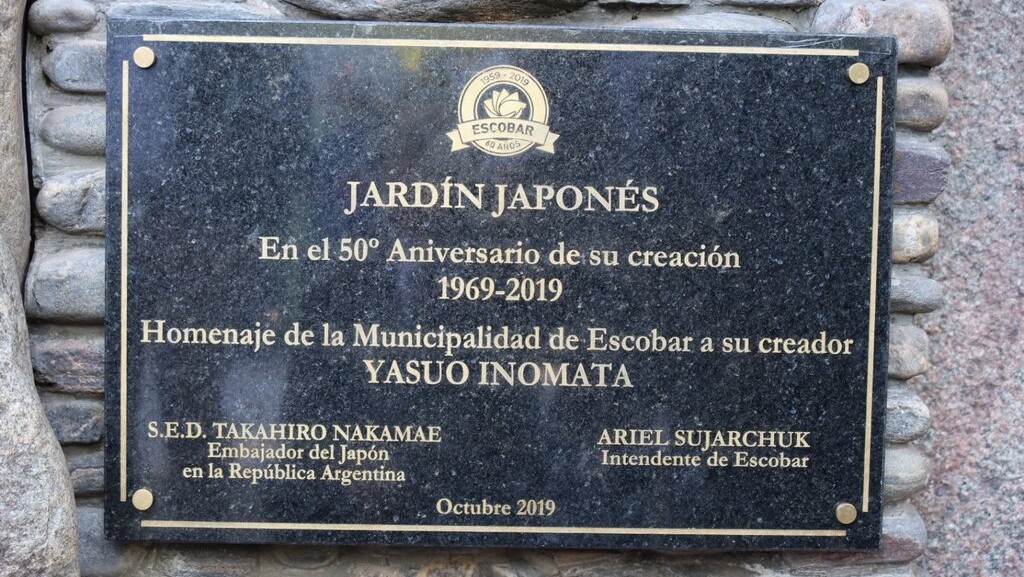 1959 - 2019
ESCOBAR
60 AÑOS
JARDÍN JAPONÉS
En el 50º Aniversario de su creación
1969-2019
Homenaje de la Municipalidad de Escobar a su creador
YASUO INOMATA
S.E.D. TAKAHIRO NAKAMAE
Embajador del Japón
en la República Argentina
ARIEL SUJARCHUK
Intendente de Escobar
Octubre 2019